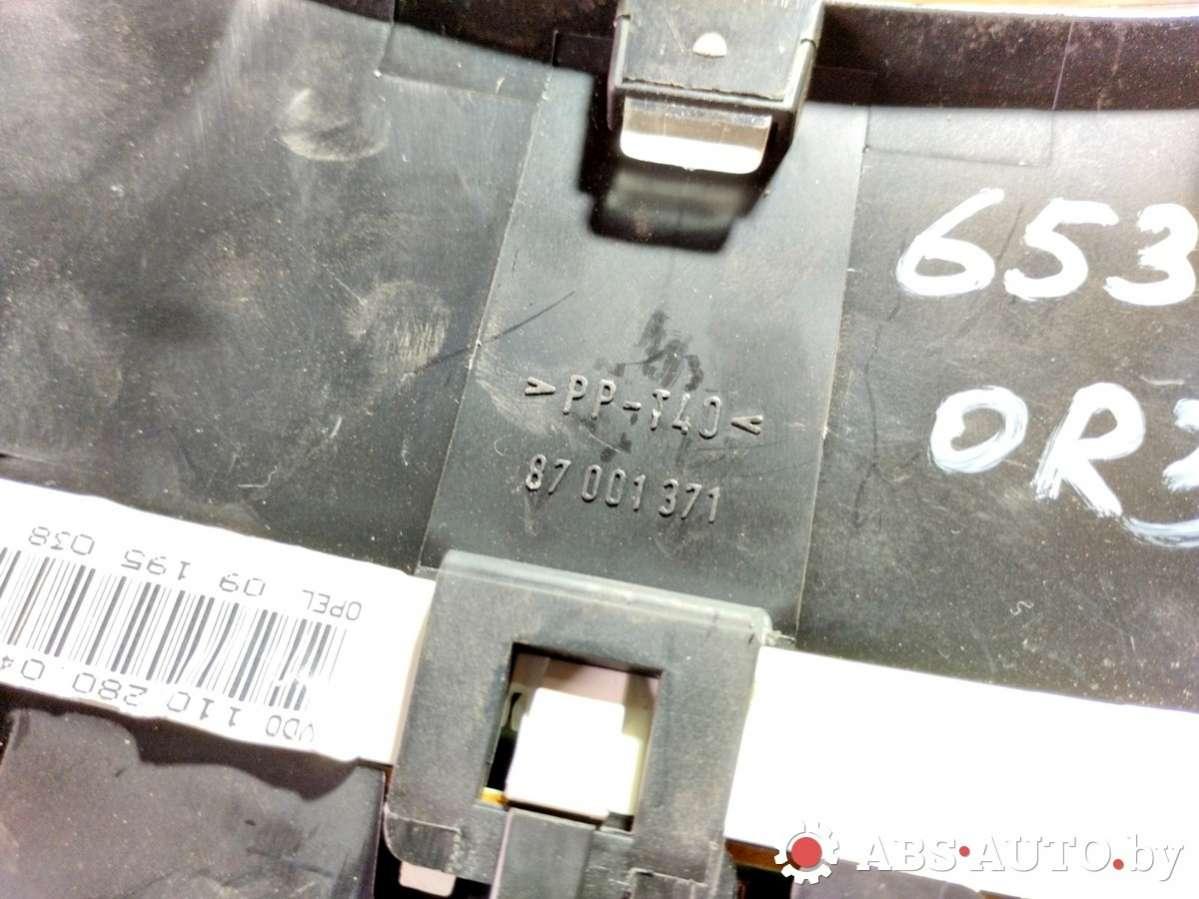 653
OR
>PP-T40<
87 001 371
OPEL 09 195 038
VDO 110 280 04
ABS-AUTO.by